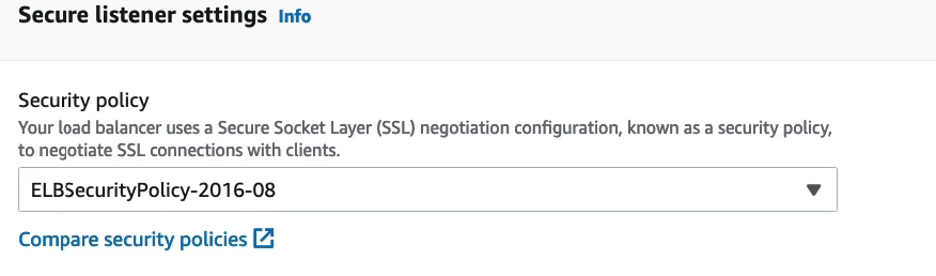 Secure listener settings Info
Security policy
Your load balancer uses a Secure Socket Layer (SSL) negotiation configuration, known as a security policy,
to negotiate SSL connections with clients.
ELBSecurityPolicy-2016-08
Compare security policies